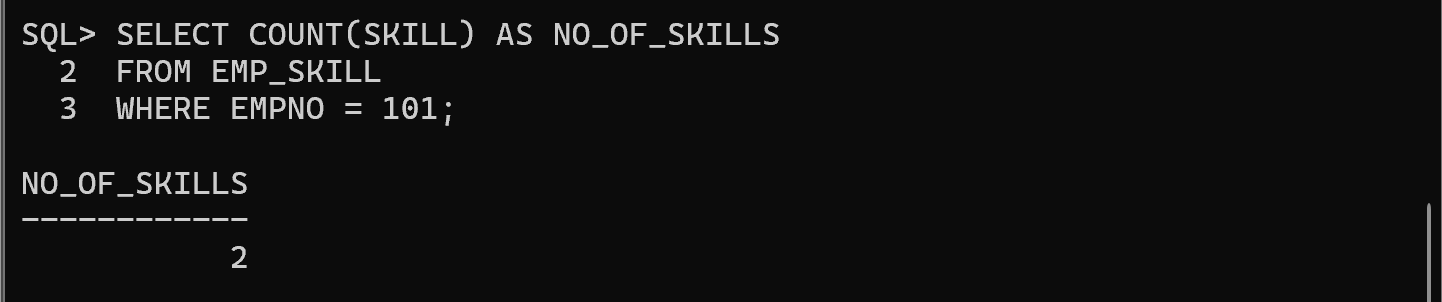 SQL> SELECT COUNT(SKILL) AS NO_OF_SKILLS
  2  FROM EMP_SKILL
  3  WHERE EMPNO = 101;

NO_OF_SKILLS
------------
           2